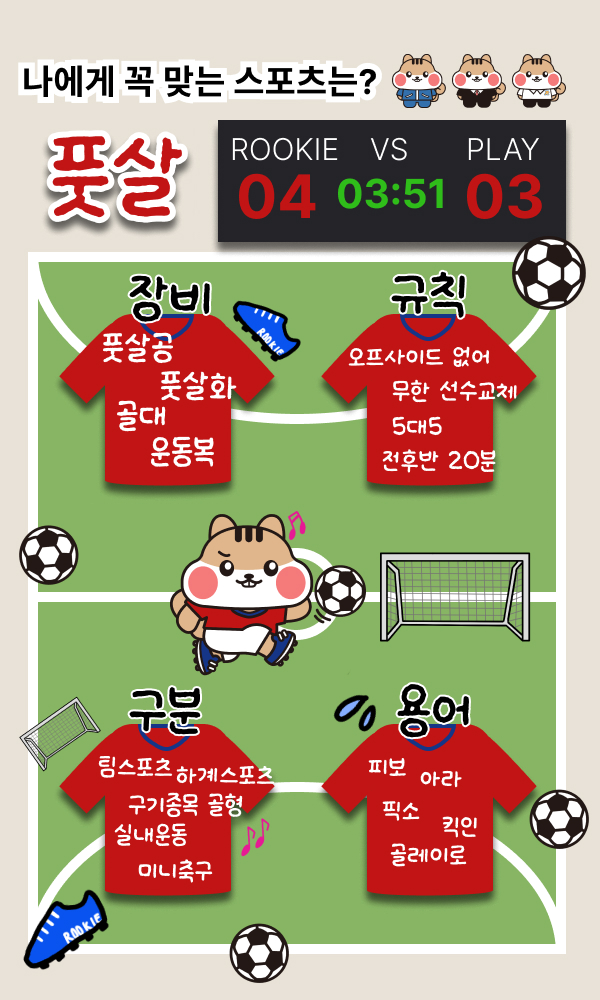 나에게 꼭 맞는 스포츠는?
풋살
ROOKIE VS PLAY
04 03:51 03
장비
풋살공
풋살화
골대
운동복
ROOKIE
규칙
오프사이드 없어
무한 선수교체
5대5
전후반 20분
구분
팀스포츠 하계스포츠
구기종목 골형
실내운동
미니축구
용어
피보
아라
픽소
킥인
골레이로
ROOKIE